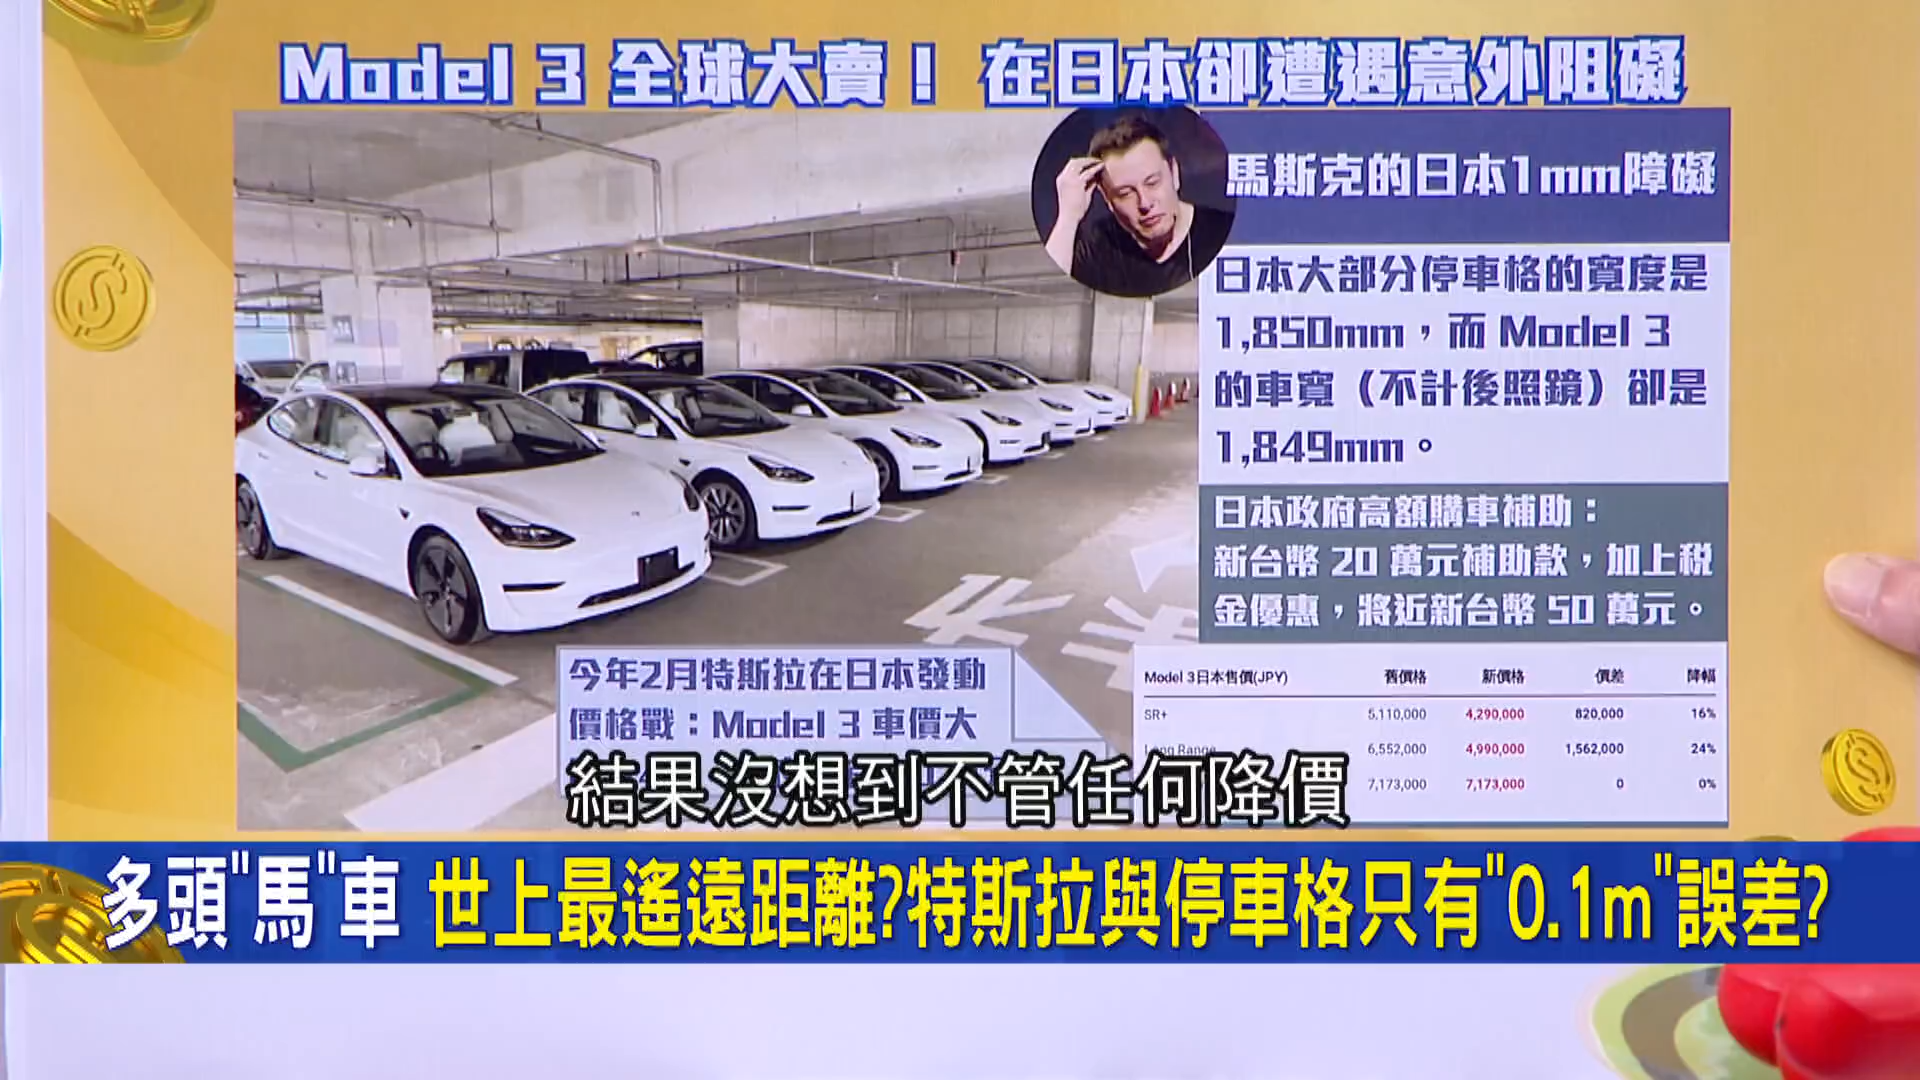 Model 3 全球大賣！ 在日本卻遭遇意外阻礙
馬斯克的日本1mm障礙
日本大部分停車格的寬度是
1,850mm，而 Model 3
的車寬（不計後照鏡）卻是
1,849mm。
日本政府高額購車補助：
新台幣 20 萬元補助款，加上稅
金優惠，將近新台幣 50 萬元。
今年2月特斯拉在日本發動
價格戰：Model 3 車價大
Model 3日本售價(JPY) 舊價格 新價格 價差 降幅
SR+ 5,110,000 4,290,000 820,000 16%
Long Range 6,552,000 4,990,000 1,562,000 24%
7,173,000 7,173,000 0 0%
結果沒想到不管任何降價
多頭"馬"車 世上最遙遠距離?特斯拉與停車格只有"0.1m"誤差?